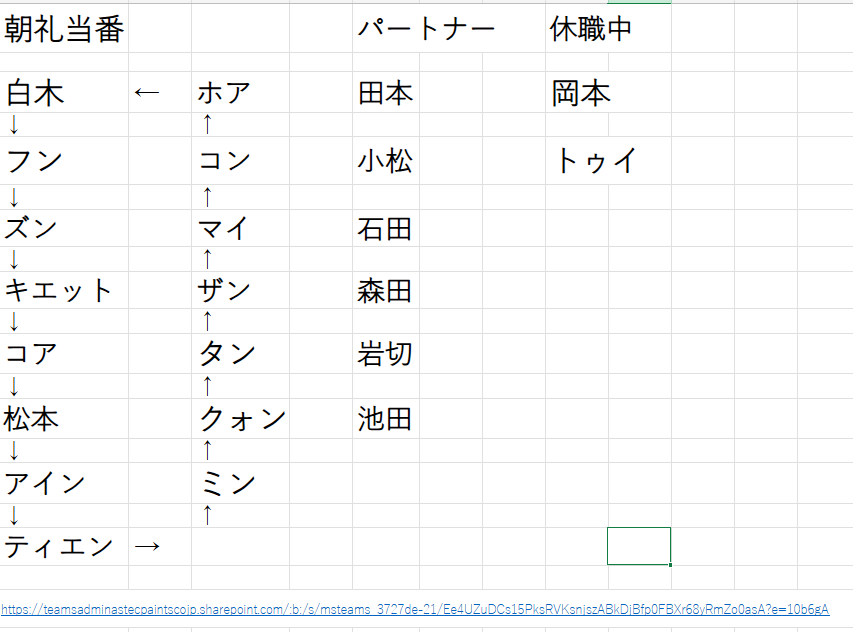 朝礼当番 パートナー 休職中
白木 ← ホア 田本 岡本
↓ ↑
フン コン 小松 トゥイ
↓ ↑
ズン マイ 石田
↓ ↑
キエット ザン 森田
↓ ↑
コア タン 岩切
↓ ↑
松本 クォン 池田
↓ ↑
アイン ミン
↓ ↑
ティエン →
https://teamsadminastecpaintscojp.sharepoint.com/:b:/s/msteams_3727de-21/Ee4UZuDCs15PksRVKsnjszABkDjBfp0FBXr68yRmZo0asA?e=10b6gA